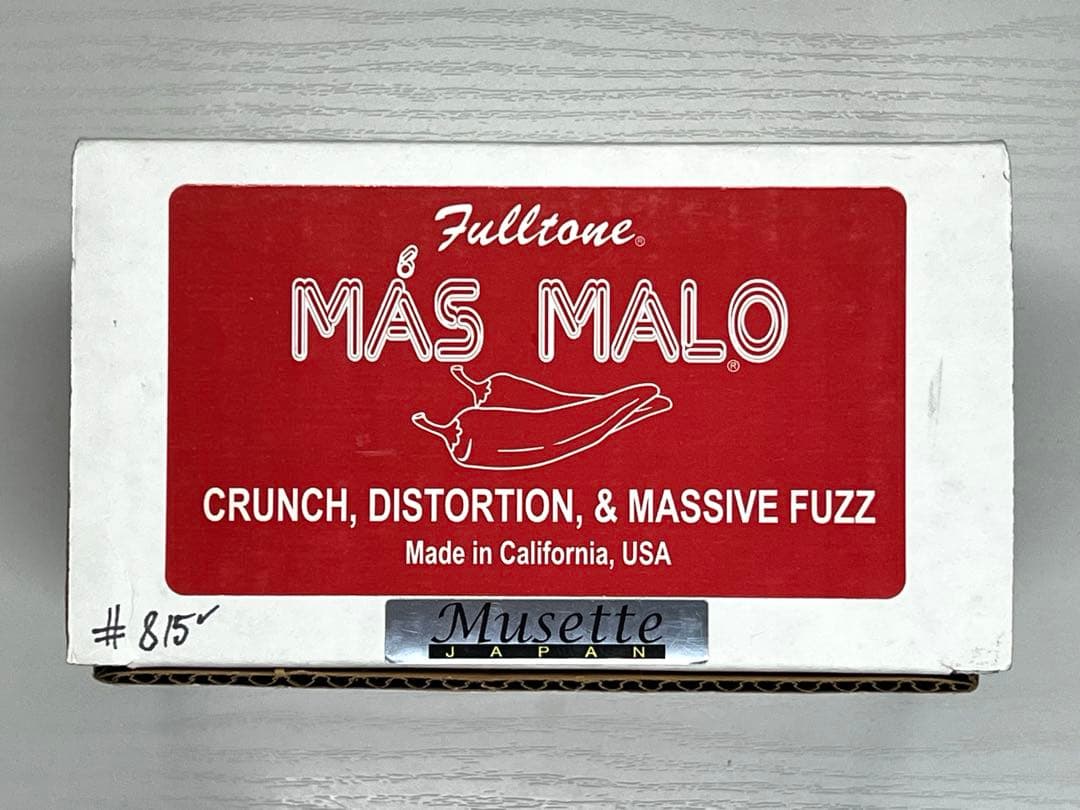 Fulltone®
MÁS MALO®
CRUNCH, DISTORTION, & MASSIVE FUZZ
Made in California, USA
# 815✓
Musette
JAPAN